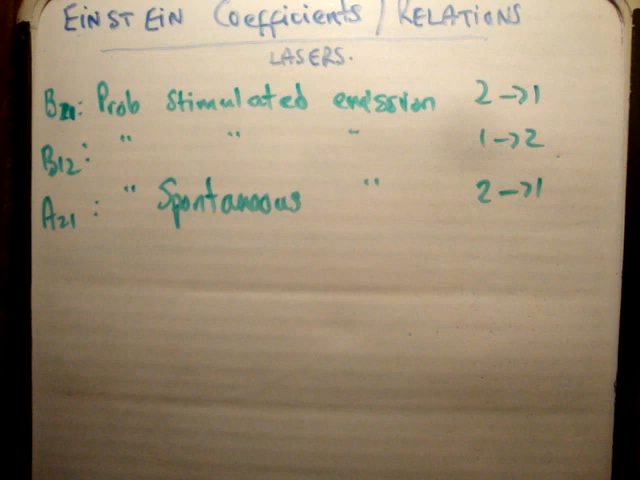 EINSTEIN Coefficients / RELATIONS
LASERS.
B21: Prob Stimulated emission 2 → 1
B12: " " " 1 → 2
A21: " Spontaneous " 2 → 1